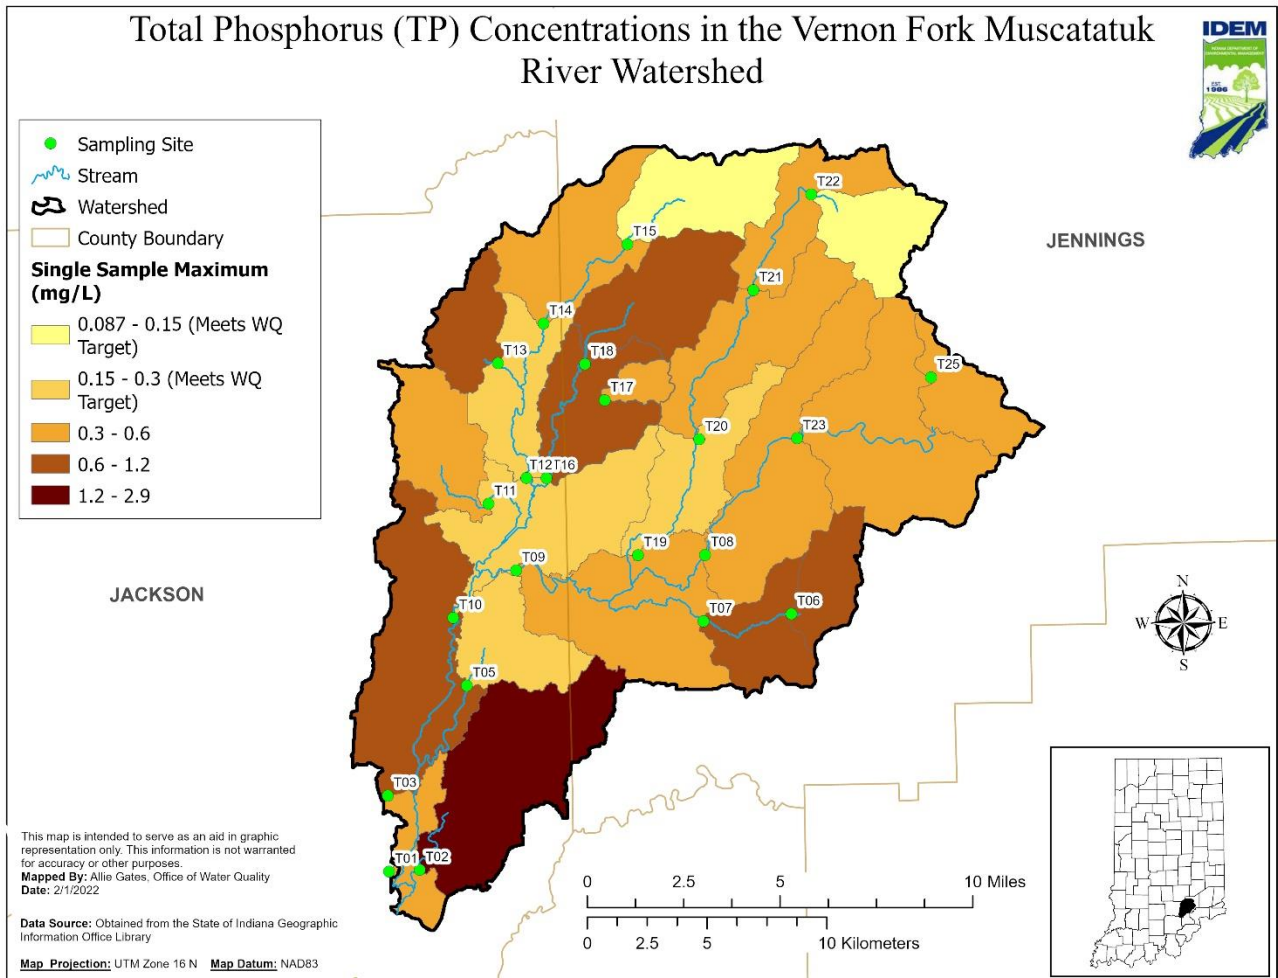 Total Phosphorus (TP) Concentrations in the Vernon Fork Muscatatuk
River Watershed
IDEM
INDIANA DEPARTMENT OF
ENVIRONMENTAL MANAGEMENT
EST.
1986
Sampling Site
Stream
Watershed
County Boundary
Single Sample Maximum
(mg/L)
0.087 - 0.15 (Meets WQ
Target)
0.15 - 0.3 (Meets WQ
Target)
0.3 - 0.6
0.6 - 1.2
1.2 - 2.9
T22
T15
JENNINGS
T21
T14
T13
T18
T25
T17
T20
T23
T12
T16
T11
T19
T08
T09
JACKSON
T10
T07
T06
T05
T03
T01
T02
N
W
E
S
This map is intended to serve as an aid in graphic
representation only. This information is not warranted
for accuracy or other purposes.
Mapped By: Allie Gates, Office of Water Quality
Date: 2/1/2022
Data Source: Obtained from the State of Indiana Geographic
Information Office Library
Map Projection: UTM Zone 16 N Map Datum: NAD83
0 2.5 5 10 Miles
0 2.5 5 10 Kilometers